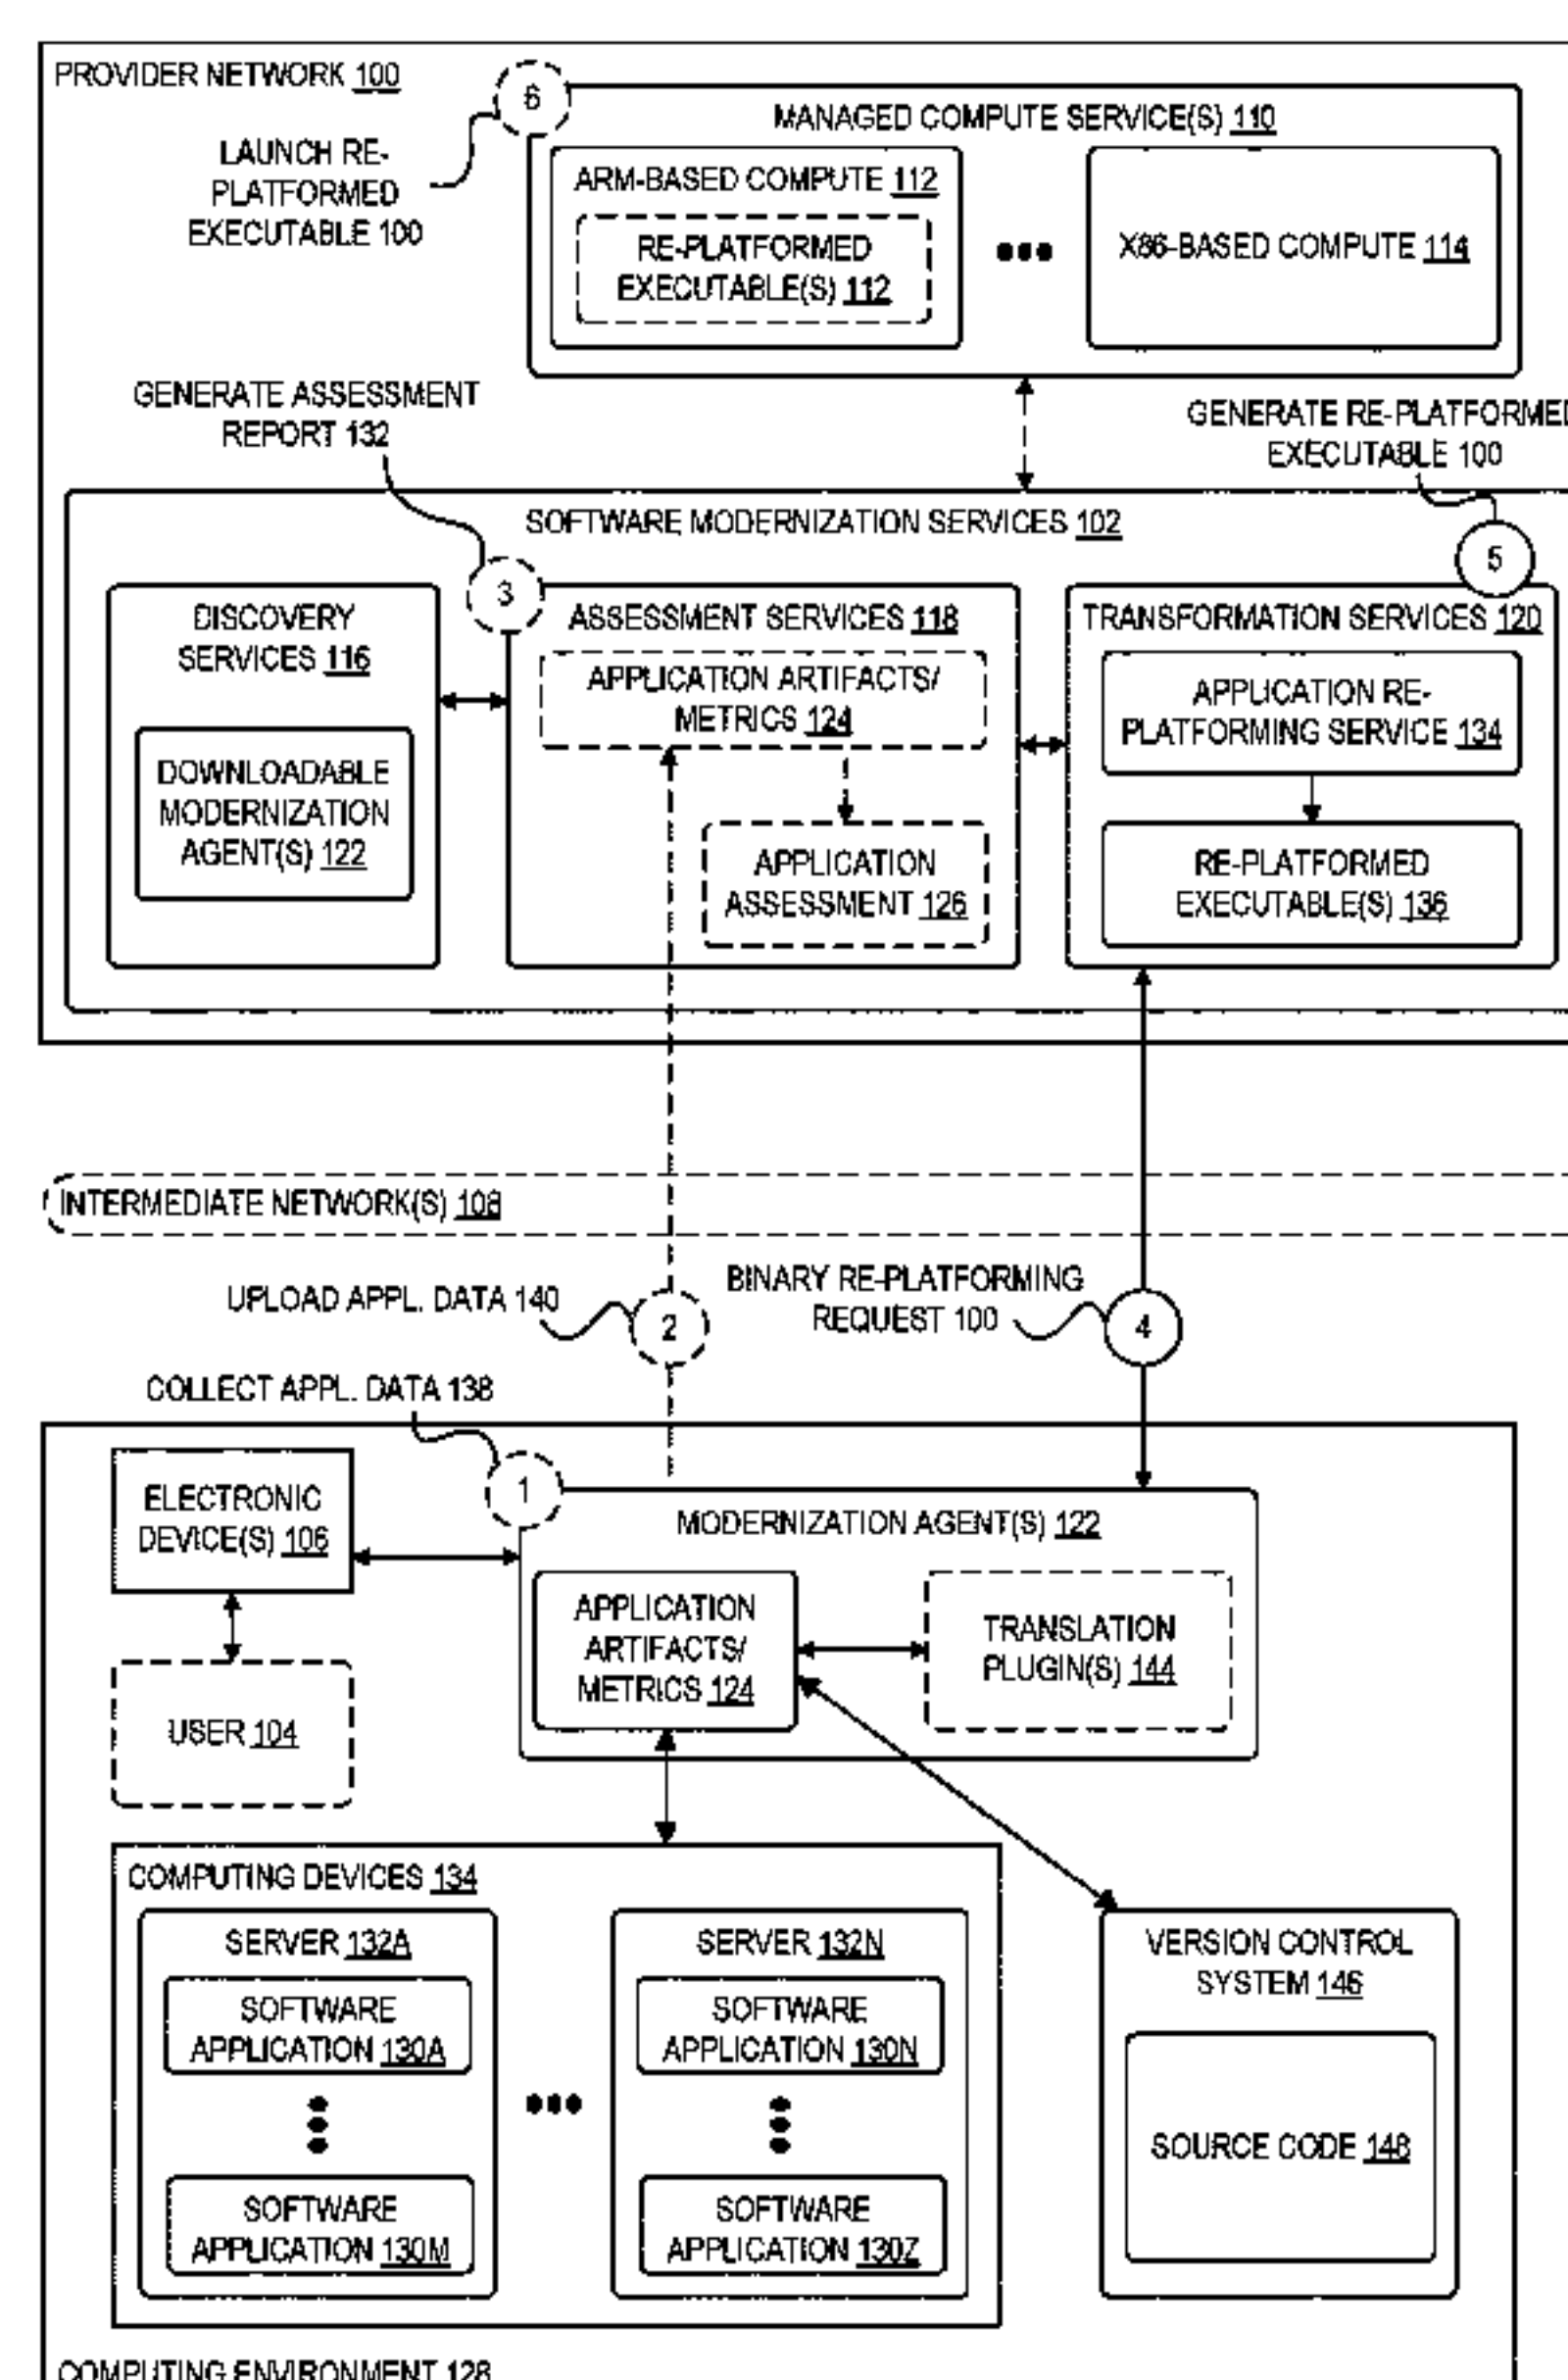 PROVIDER NETWORK 100
6
MANAGED COMPUTE SERVICE(S) 110
LAUNCH RE-
PLATFORMED
EXECUTABLE 100
ARM-BASED COMPUTE 112
RE-PLATFORMED
EXECUTABLE(S) 112
X86-BASED COMPUTE 114
GENERATE ASSESSMENT
REPORT 132
GENERATE RE-PLATFORMED
EXECUTABLE 100
SOFTWARE MODERNIZATION SERVICES 102
3
5
DISCOVERY
SERVICES 116
DOWNLOADABLE
MODERNIZATION
AGENT(S) 122
ASSESSMENT SERVICES 118
APPLICATION ARTIFACTS/
METRICS 124
APPLICATION
ASSESSMENT 126
TRANSFORMATION SERVICES 120
APPLICATION RE-
PLATFORMING SERVICE 134
RE-PLATFORMED
EXECUTABLE(S) 136
INTERMEDIATE NETWORK(S) 108
UPLOAD APPL. DATA 140
2
BINARY RE-PLATFORMING
REQUEST 100
4
COLLECT APPL. DATA 138
1
ELECTRONIC
DEVICE(S) 106
USER 104
MODERNIZATION AGENT(S) 122
APPLICATION
ARTIFACTS/
METRICS 124
TRANSLATION
PLUGIN(S) 144
COMPUTING DEVICES 134
SERVER 132A
SOFTWARE
APPLICATION 130A
SOFTWARE
APPLICATION 130M
SERVER 132N
SOFTWARE
APPLICATION 130N
SOFTWARE
APPLICATION 130Z
VERSION CONTROL
SYSTEM 146
SOURCE CODE 148
COMPUTING ENVIRONMENT 128